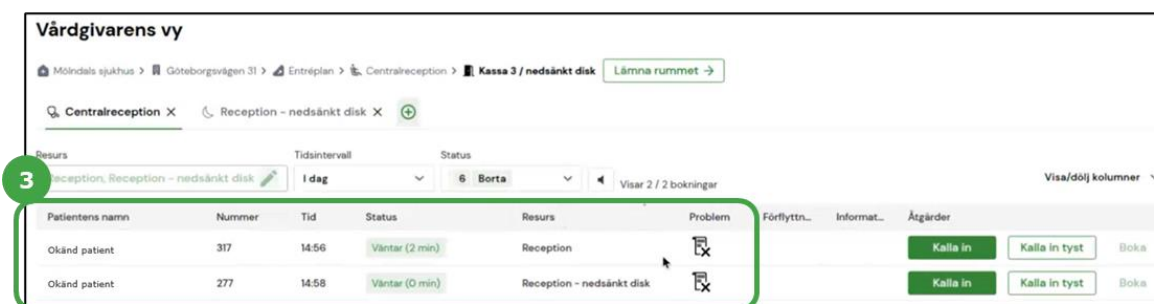 Vårdgivarens vy
Mölndals sjukhus > Göteborgsvägen 31 > Entréplan > Centralreception > Kassa 3 / nedsänkt disk Lämna rummet →
Centralreception X Reception - nedsänkt disk X
Resurs Tidsintervall Status
3 Reception, Reception - nedsänkt disk I dag 6 Borta Visar 2 / 2 bokningar Visa/dölj kolumner
Patientens namn Nummer Tid Status Resurs Problem Förflyttn... Informat... Åtgärder
Okänd patient 317 14:56 Väntar (2 min) Reception Kalla in Kalla in tyst Boka
Okänd patient 277 14:58 Väntar (0 min) Reception - nedsänkt disk Kalla in Kalla in tyst Boka